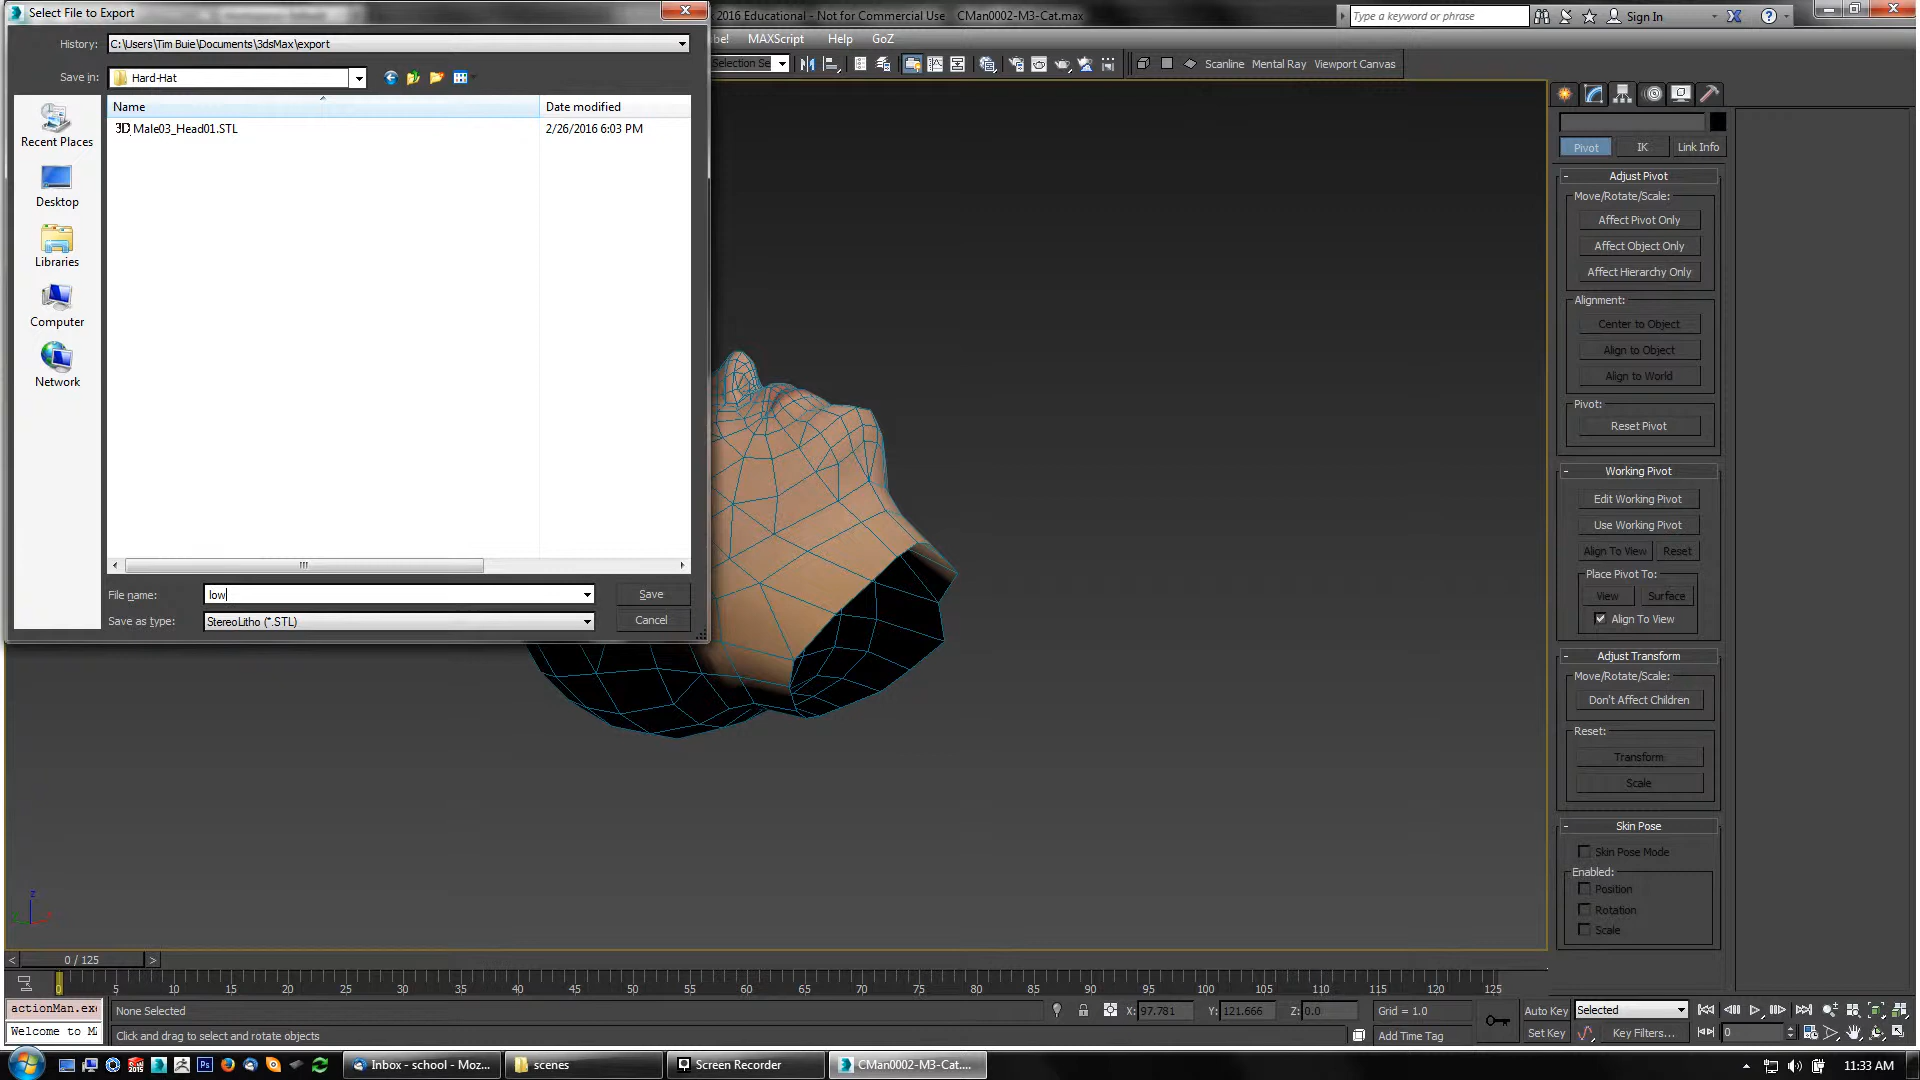 Select File to Export
2016 Educational - Not for Commercial Use CMan0002-M3-Cat.max
Type a keyword or phrase
Sign In
History: C:\Users\Tim Buie\Documents\3dsMax\export
MAXScript Help GoZ
Selection Se
Scanline Mental Ray Viewport Canvas
Save in: Hard-Hat
Name Date modified
Male03_Head01.STL 2/26/2016 6:03 PM
Recent Places
Desktop
Libraries
Computer
Network
File name: low
Save
Save as type: StereoLitho (*.STL)
Cancel
Pivot IK Link Info
- Adjust Pivot
Move/Rotate/Scale:
Affect Pivot Only
Affect Object Only
Affect Hierarchy Only
Alignment:
Center to Object
Align to Object
Align to World
Pivot:
Reset Pivot
- Working Pivot
Edit Working Pivot
Use Working Pivot
Align To View Reset
Place Pivot To:
View Surface
Align To View
- Adjust Transform
Move/Rotate/Scale:
Don't Affect Children
Reset:
Transform
Scale
- Skin Pose
Skin Pose Mode
Enabled:
Position
Rotation
Scale
< 0 / 125 >
0 5 10 15 20 25 30 35 40 45 50 55 60 65 70 75 80 85 90 95 100 105 110 115 120 125
actionMan.exe
None Selected
X: 97.781 Y: 121.666 Z: 0.0 Grid = 1.0
Auto Key Selected
Welcome to M
Click and drag to select and rotate objects
Add Time Tag
Set Key Key Filters... 0
Inbox - school - Moz...
scenes
Screen Recorder
CMan0002-M3-Cat....
11:33 AM